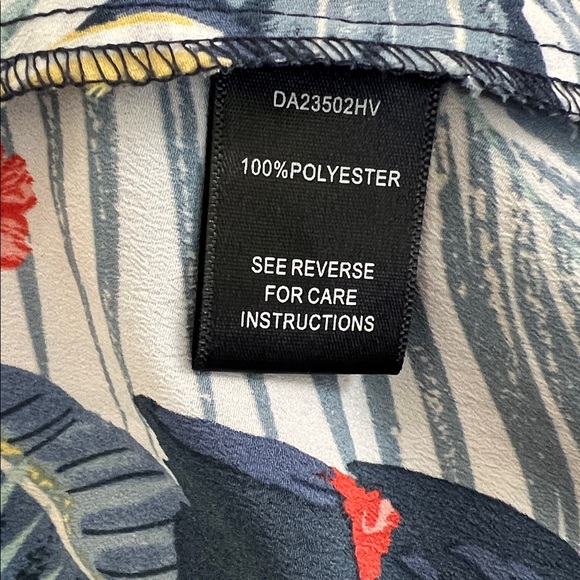 DA23502HV
100%POLYESTER
SEE REVERSE
FOR CARE
INSTRUCTIONS